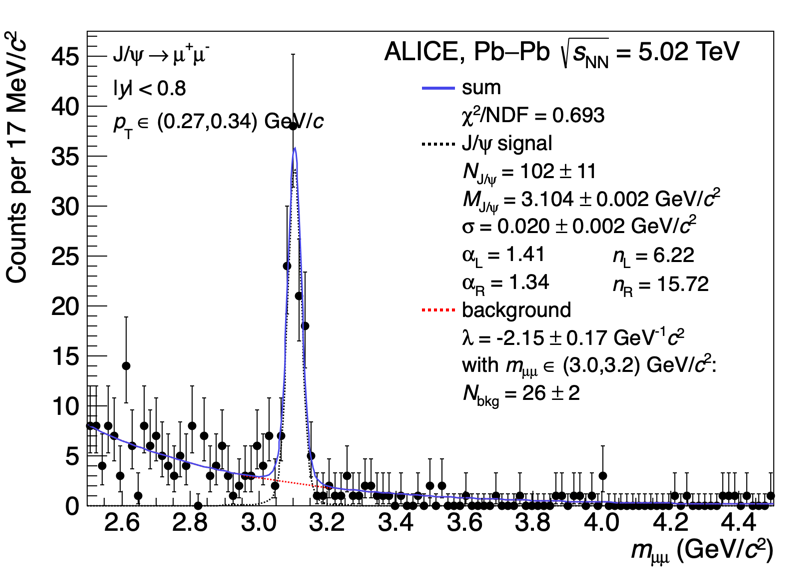 Counts per 17 MeV/c²
45
40
35
30
25
20
15
10
5
0
J/ψ → μ⁺μ⁻
|y| < 0.8
p_T ∈ (0.27,0.34) GeV/c
ALICE, Pb–Pb √s_NN = 5.02 TeV
sum
χ²/NDF = 0.693
J/ψ signal
N_J/ψ = 102 ± 11
M_J/ψ = 3.104 ± 0.002 GeV/c²
σ = 0.020 ± 0.002 GeV/c²
α_L = 1.41 n_L = 6.22
α_R = 1.34 n_R = 15.72
background
λ = -2.15 ± 0.17 GeV⁻¹c²
with m_μμ ∈ (3.0,3.2) GeV/c²:
N_bkg = 26 ± 2
2.6 2.8 3.0 3.2 3.4 3.6 3.8 4.0 4.2 4.4
m_μμ (GeV/c²)